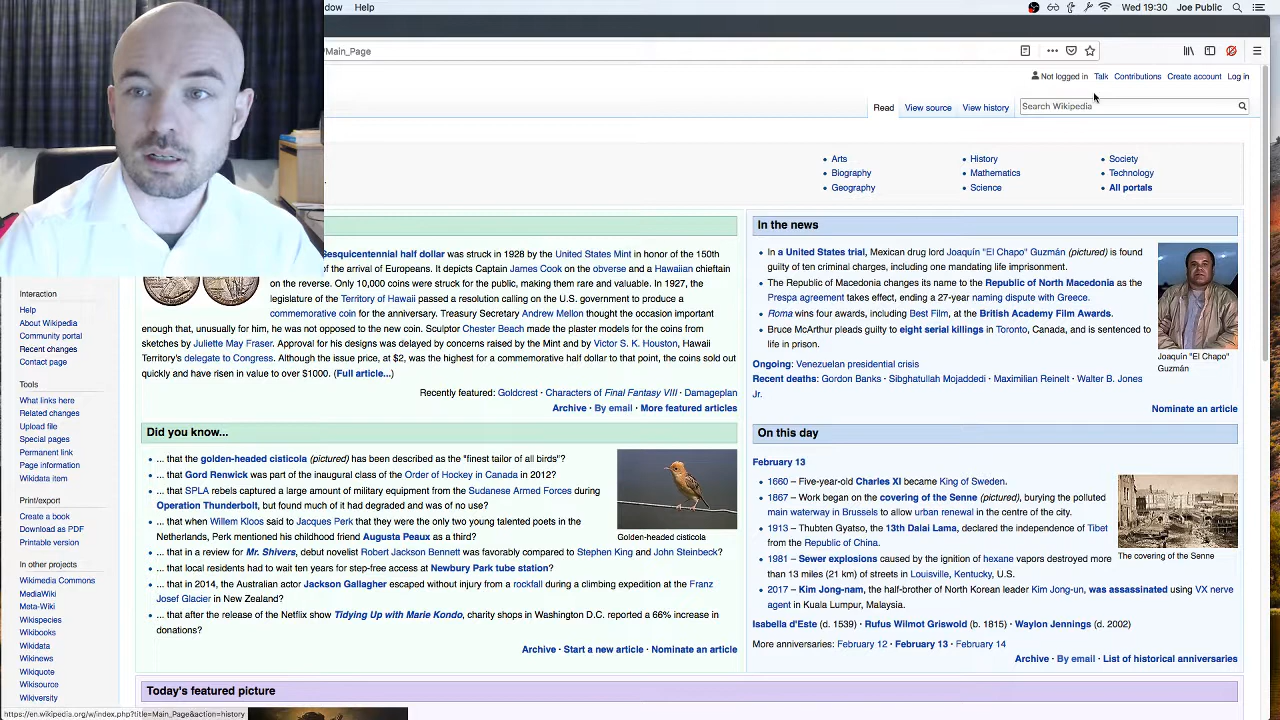 dow Help
Wed 19:30 Joe Public
/Main_Page
Not logged in Talk Contributions Create account Log in
Read View source View history Search Wikipedia
Arts
Biography
Geography
History
Mathematics
Science
Society
Technology
All portals
Sesquicentennial half dollar was struck in 1928 by the United States Mint in honor of the 150th
of the arrival of Europeans. It depicts Captain James Cook on the obverse and a Hawaiian chieftain
on the reverse. Only 10,000 coins were struck for the public, making them rare and valuable. In 1927, the
legislature of the Territory of Hawaii passed a resolution calling on the U.S. government to produce a
commemorative coin for the anniversary. Treasury Secretary Andrew Mellon thought the occasion important
enough that, unusually for him, he was not opposed to the new coin. Sculptor Chester Beach made the plaster models for the coins from
sketches by Juliette May Fraser. Approval for his designs was delayed by concerns raised by the Mint and by Victor S. K. Houston, Hawaii
Territory's delegate to Congress. Although the issue price, at $2, was the highest for a commemorative half dollar to that point, the coins sold out
quickly and have risen in value to over $1000. (Full article...)
Recently featured: Goldcrest · Characters of Final Fantasy VIII · Damageplan
Archive · By email · More featured articles
Did you know...
... that the golden-headed cisticola (pictured) has been described as the "finest tailor of all birds"?
... that Gord Renwick was part of the inaugural class of the Order of Hockey in Canada in 2012?
... that SPLA rebels captured a large amount of military equipment from the Sudanese Armed Forces during
Operation Thunderbolt, but found much of it had degraded and was of no use?
... that when Willem Kloos said to Jacques Perk that they were the only two young talented poets in the
Netherlands, Perk mentioned his childhood friend Augusta Peaux as a third?
... that in a review for Mr. Shivers, debut novelist Robert Jackson Bennett was favorably compared to Stephen King and John Steinbeck?
... that local residents had to wait ten years for step-free access at Newbury Park tube station?
... that in 2014, the Australian actor Jackson Gallagher escaped without injury from a rockfall during a climbing expedition at the Franz
Josef Glacier in New Zealand?
... that after the release of the Netflix show Tidying Up with Marie Kondo, charity shops in Washington D.C. reported a 66% increase in
donations?
Golden-headed cisticola
Archive · Start a new article · Nominate an article
In the news
In a United States trial, Mexican drug lord Joaquín "El Chapo" Guzmán (pictured) is found
guilty of ten criminal charges, including one mandating life imprisonment.
The Republic of Macedonia changes its name to the Republic of North Macedonia as the
Prespa agreement takes effect, ending a 27-year naming dispute with Greece.
Roma wins four awards, including Best Film, at the British Academy Film Awards.
Bruce McArthur pleads guilty to eight serial killings in Toronto, Canada, and is sentenced to
life in prison.
Joaquín "El Chapo"
Guzmán
Ongoing: Venezuelan presidential crisis
Recent deaths: Gordon Banks · Sibghatullah Mojaddedi · Maximilian Reinelt · Walter B. Jones
Jr.
Nominate an article
On this day
February 13
1660 – Five-year-old Charles XI became King of Sweden.
1867 – Work began on the covering of the Senne (pictured), burying the polluted
main waterway in Brussels to allow urban renewal in the centre of the city.
1913 – Thubten Gyatso, the 13th Dalai Lama, declared the independence of Tibet
from the Republic of China.
1981 – Sewer explosions caused by the ignition of hexane vapors destroyed more
than 13 miles (21 km) of streets in Louisville, Kentucky, U.S.
2017 – Kim Jong-nam, the half-brother of North Korean leader Kim Jong-un, was assassinated using VX nerve
agent in Kuala Lumpur, Malaysia.
The covering of the Senne
Isabella d'Este (d. 1539) · Rufus Wilmot Griswold (b. 1815) · Waylon Jennings (d. 2002)
More anniversaries: February 12 · February 13 · February 14
Archive · By email · List of historical anniversaries
Today's featured picture
Interaction
Help
About Wikipedia
Community portal
Recent changes
Contact page
Tools
What links here
Related changes
Upload file
Special pages
Permanent link
Page information
Wikidata item
Print/export
Create a book
Download as PDF
Printable version
In other projects
Wikimedia Commons
MediaWiki
Meta-Wiki
Wikispecies
Wikibooks
Wikidata
Wikinews
Wikiquote
Wikisource
Wikiversity
https://en.wikipedia.org/w/index.php?title=Main_Page&action=history